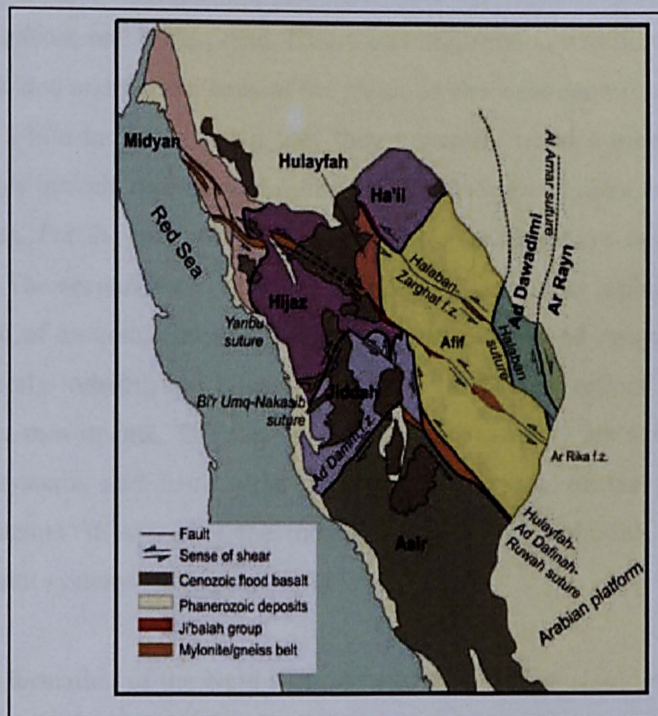 Midyan
Hulayfah
Ha'il
Al Amar suture
Red Sea
Ad Dawadimi
Ar Rayn
Halaban-
Zarghat f.z.
Hijaz
Yanbu
suture
Halaban
suture
Afif
Jiddah
Bi'r Umq-Nakasib
suture
Ad Damm f.z.
Ar Rika f.z.
Hulayfah-
Ad Dafinah-
Ruwah suture
Asir
Arabian platform
Fault
Sense of shear
Cenozoic flood basalt
Phanerozoic deposits
Ji'balah group
Mylonite/gneiss belt